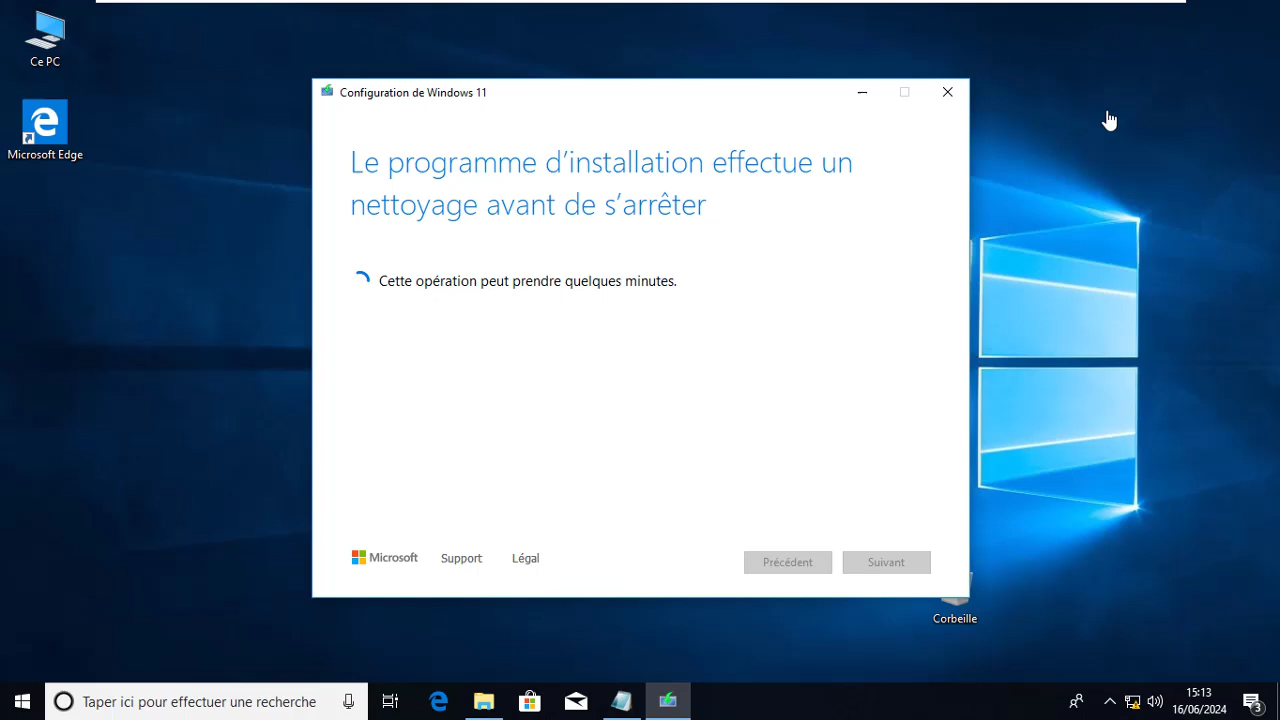 Ce PC
Microsoft Edge
Configuration de Windows 11
Le programme d’installation effectue un
nettoyage avant de s’arrêter
Cette opération peut prendre quelques minutes.
Microsoft
Support
Légal
Précédent
Suivant
Corbeille
Taper ici pour effectuer une recherche
15:13
16/06/2024
3